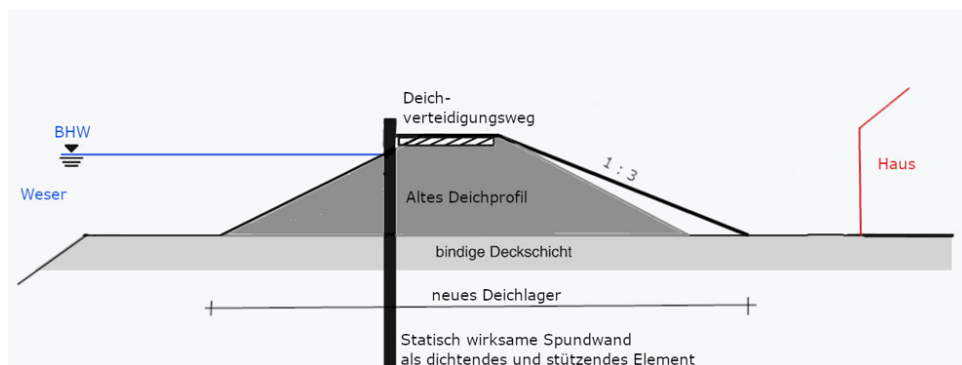 Deich-
verteidigungsweg
BHW
1 : 3
Haus
Weser
Altes Deichprofil
bindige Deckschicht
neues Deichlager
Statisch wirksame Spundwand
als dichtendes und stützendes Element